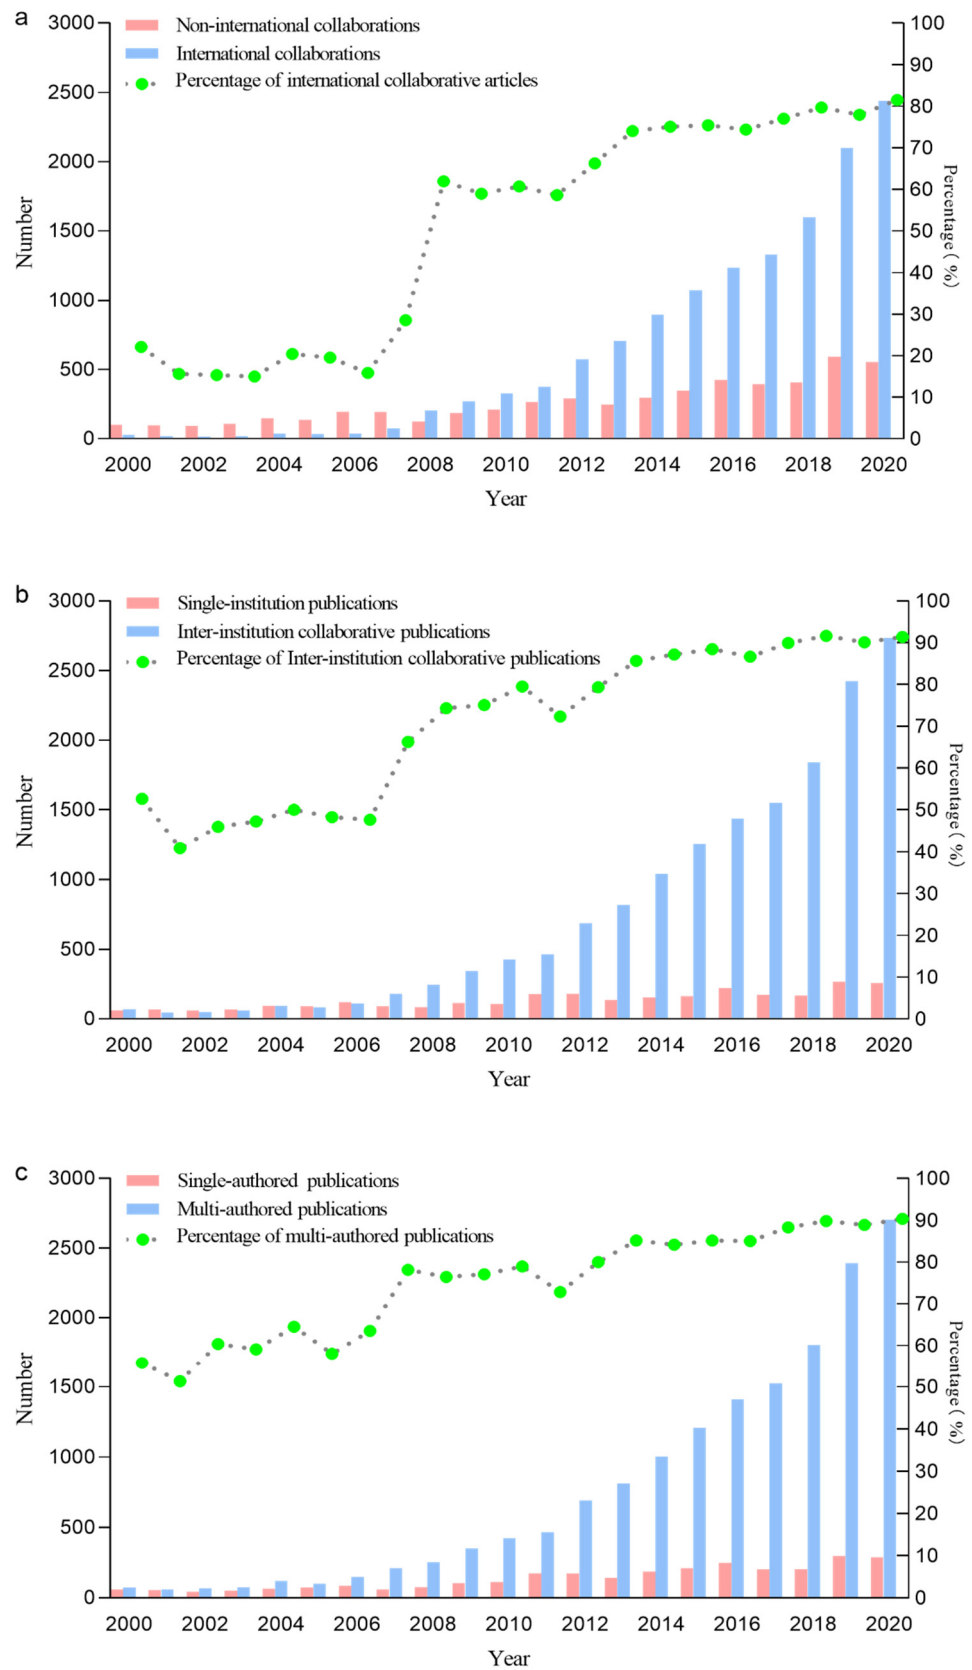 a
Non-international collaborations
International collaborations
Percentage of international collaborative articles
3000
2500
2000
1500
1000
500
0
100
90
80
70
60
50
40
30
20
10
0
Number
Percentage ( %)
2000 2002 2004 2006 2008 2010 2012 2014 2016 2018 2020
Year
b
Single-institution publications
Inter-institution collaborative publications
Percentage of Inter-institution collaborative publications
3000
2500
2000
1500
1000
500
0
100
90
80
70
60
50
40
30
20
10
0
Number
Percentage ( %)
2000 2002 2004 2006 2008 2010 2012 2014 2016 2018 2020
Year
c
Single-authored publications
Multi-authored publications
Percentage of multi-authored publications
3000
2500
2000
1500
1000
500
0
100
90
80
70
60
50
40
30
20
10
0
Number
Percentage ( %)
2000 2002 2004 2006 2008 2010 2012 2014 2016 2018 2020
Year